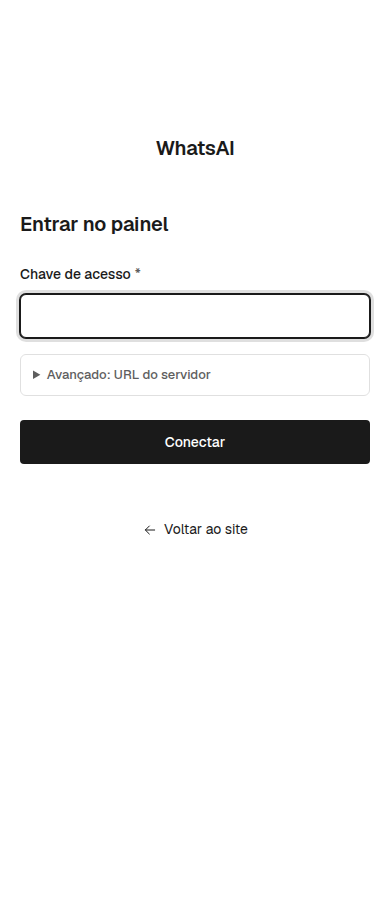 WhatsAI
Entrar no painel
Chave de acesso *
▶ Avançado: URL do servidor
Conectar
← Voltar ao site